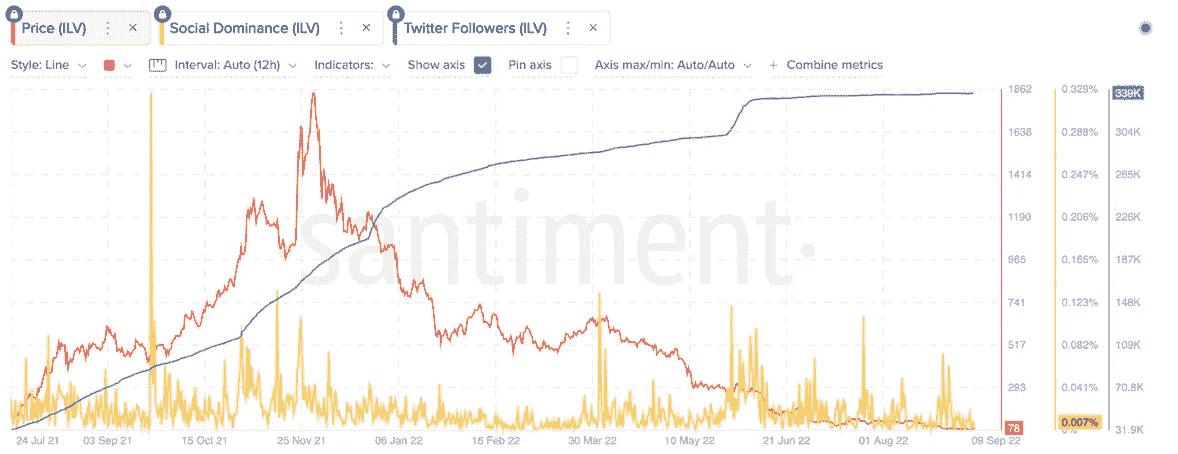 Price (ILV) Social Dominance (ILV) Twitter Followers (ILV)
Style: Line Interval: Auto (12h) Indicators: Show axis Pin axis Axis max/min: Auto/Auto + Combine metrics
1862 0.329% 339K
1638 0.288% 304K
1414 0.247% 265K
1190 0.206% 226K
965 0.165% 187K
741 0.123% 148K
517 0.082% 109K
293 0.041% 70.8K
78 0.007% 31.9K
0%
santiment.
24 Jul 21 03 Sep 21 15 Oct 21 25 Nov 21 06 Jan 22 16 Feb 22 30 Mar 22 10 May 22 21 Jun 22 01 Aug 22 09 Sep 22